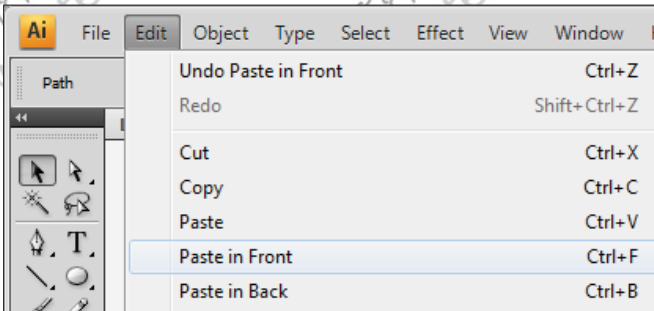 Ai File Edit Object Type Select Effect View Window
Path
Undo Paste in Front Ctrl+Z
Redo Shift+Ctrl+Z
Cut Ctrl+X
Copy Ctrl+C
Paste Ctrl+V
Paste in Front Ctrl+F
Paste in Back Ctrl+B